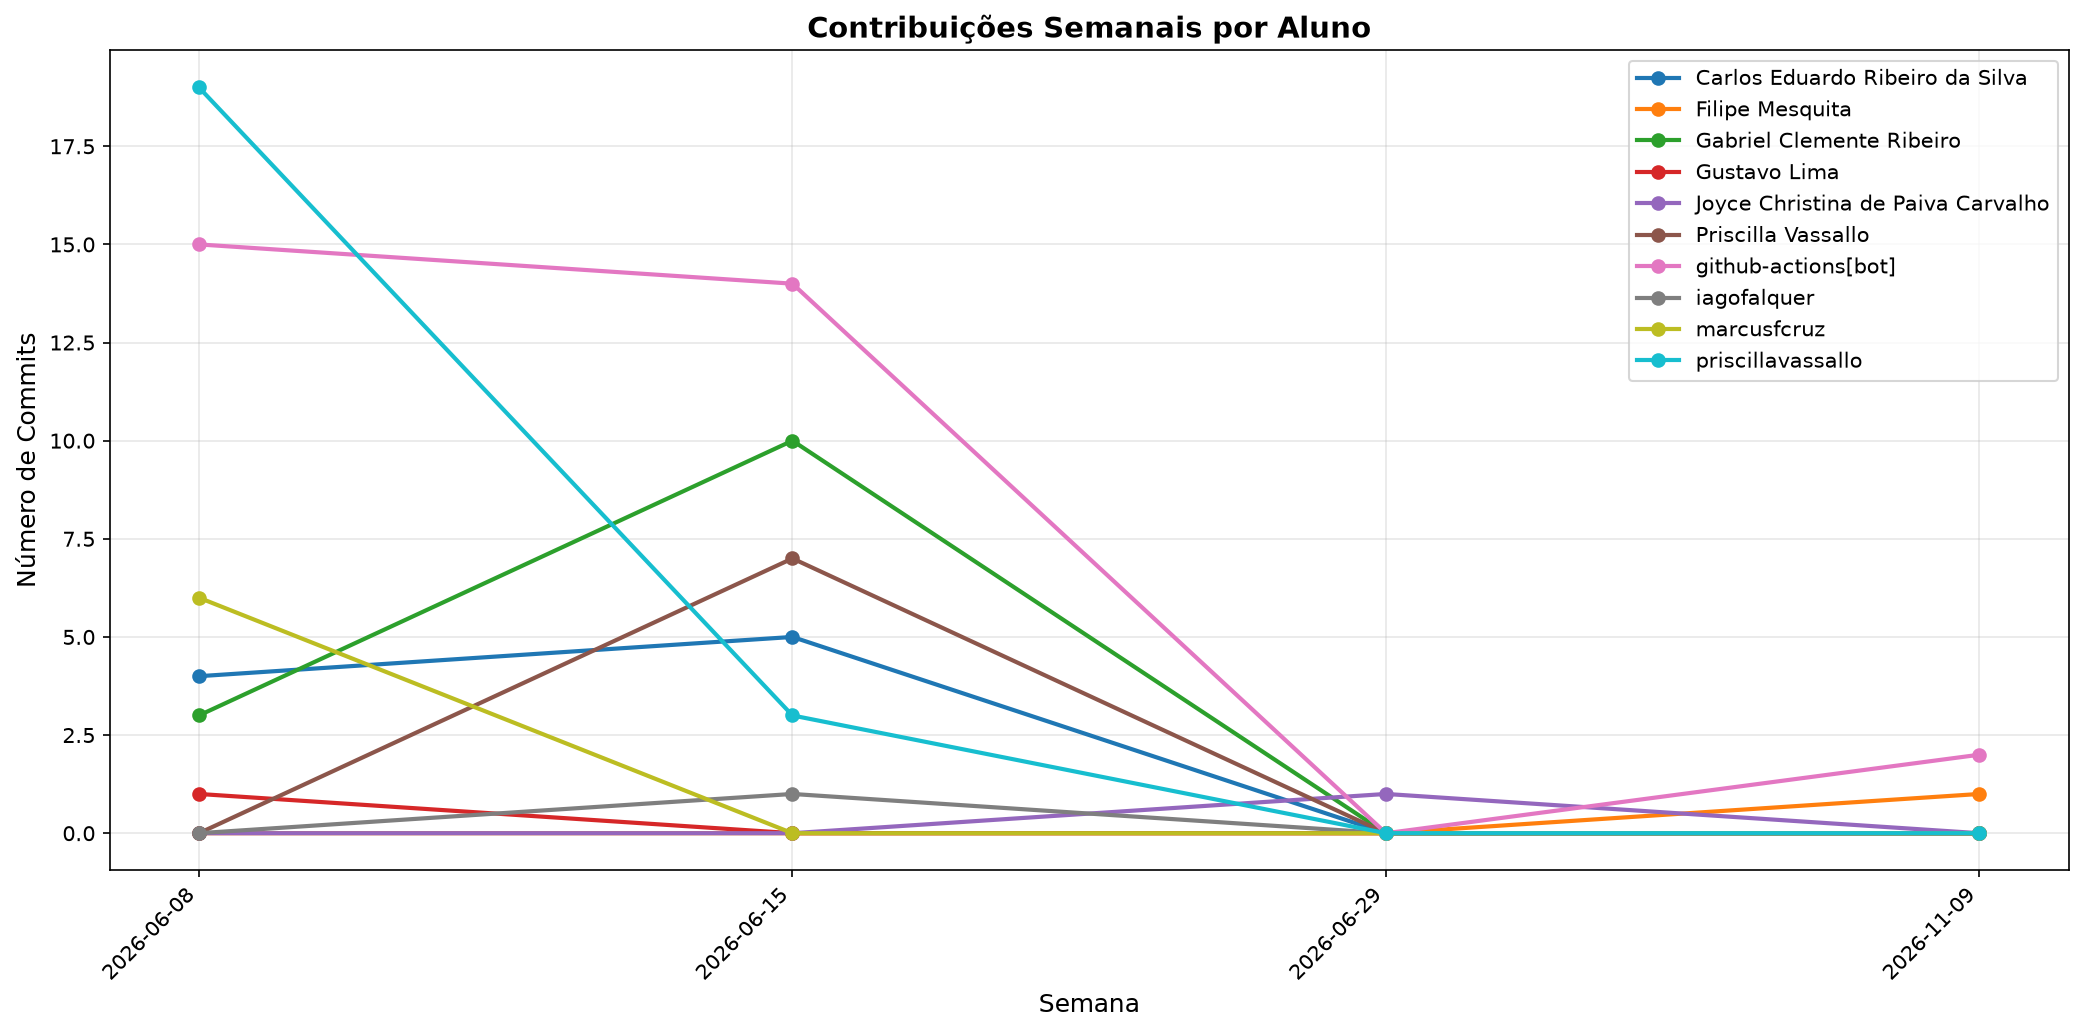 Contribuições Semanais por Aluno
Número de Commits
17.5
15.0
12.5
10.0
7.5
5.0
2.5
0.0
Carlos Eduardo Ribeiro da Silva
Filipe Mesquita
Gabriel Clemente Ribeiro
Gustavo Lima
Joyce Christina de Paiva Carvalho
Priscilla Vassallo
github-actions[bot]
iagofalquer
marcusfcruz
priscillavassallo
2026-06-08
2026-06-15
2026-06-29
2026-11-09
Semana